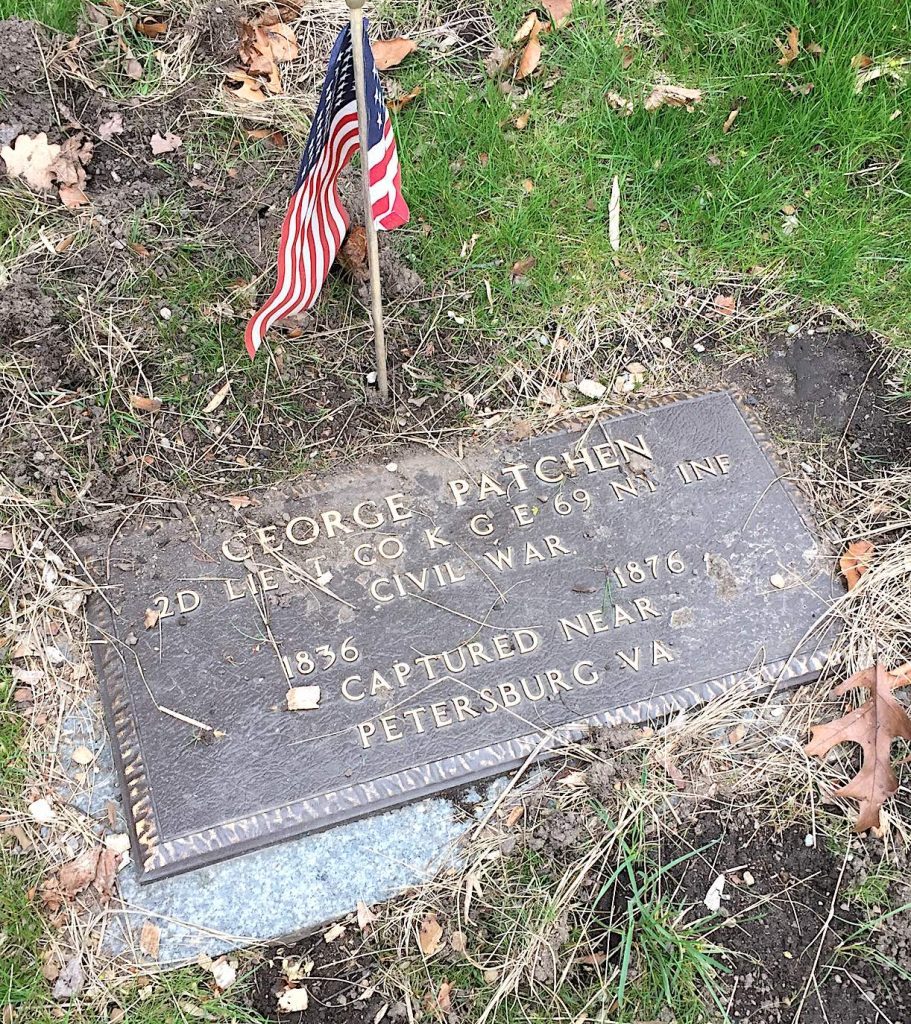 GEORGE PATCHEN
2D LIEUT CO K G E 69 NY INF
CIVIL WAR
1836 1876
CAPTURED NEAR
PETERSBURG VA